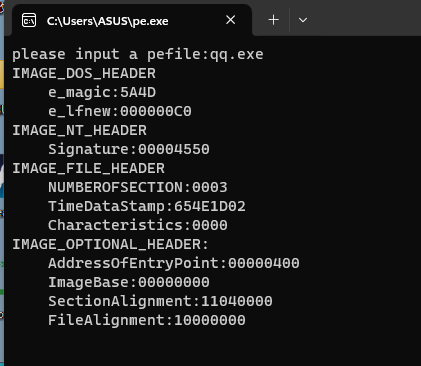 C:\Users\ASUS\pe.exe
please input a pefile:qq.exe
IMAGE_DOS_HEADER
e_magic:5A4D
e_lfnew:000000C0
IMAGE_NT_HEADER
Signature:00004550
IMAGE_FILE_HEADER
NUMBEROFSECTION:0003
TimeDataStamp:654E1D02
Characteristics:0000
IMAGE_OPTIONAL_HEADER:
AddressOfEntryPoint:00000400
ImageBase:00000000
SectionAlignment:11040000
FileAlignment:10000000